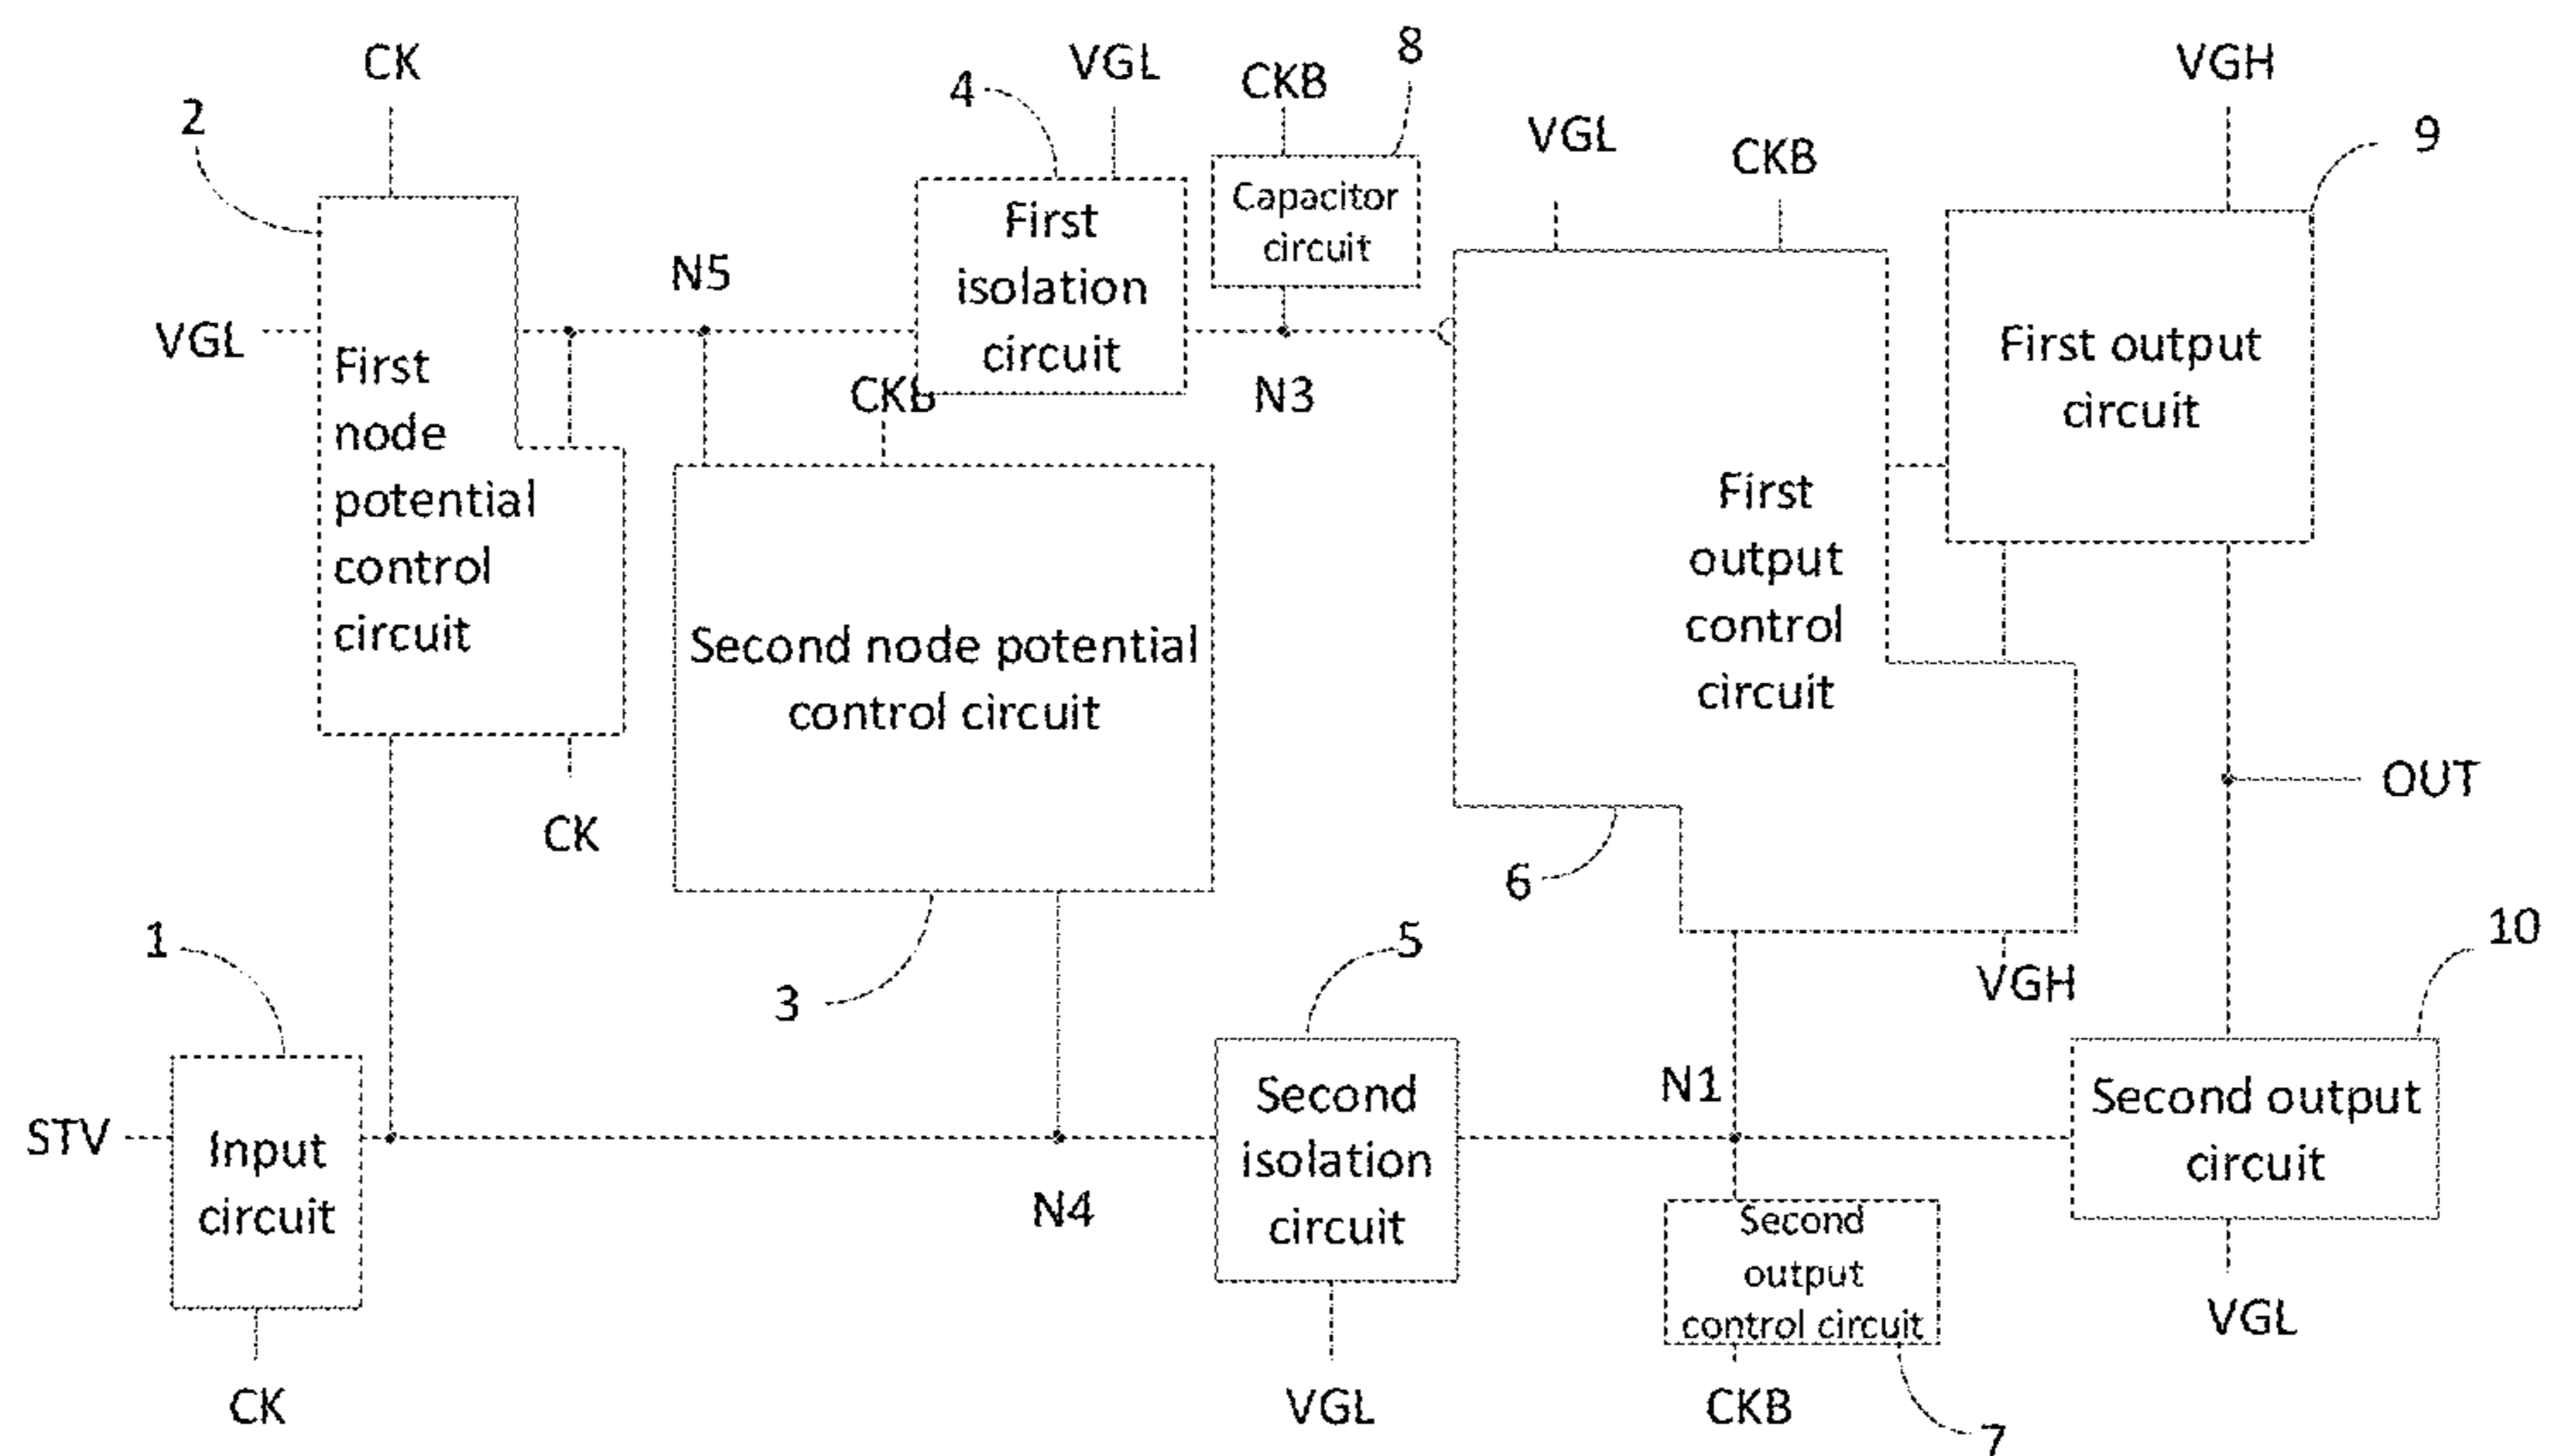 CK
VGL
CKB
8
VGH
2
4
VGL
CKB
9
Capacitor
circuit
First
isolation
circuit
N5
VGL
First
node
potential
control
circuit
CKB
N3
First output
circuit
First
output
control
circuit
Second node potential
control circuit
OUT
CK
6
1
3
5
10
VGH
N1
STV
Input
circuit
N4
Second
isolation
circuit
Second output
circuit
Second
output
control circuit
VGL
CK
VGL
CKB
7